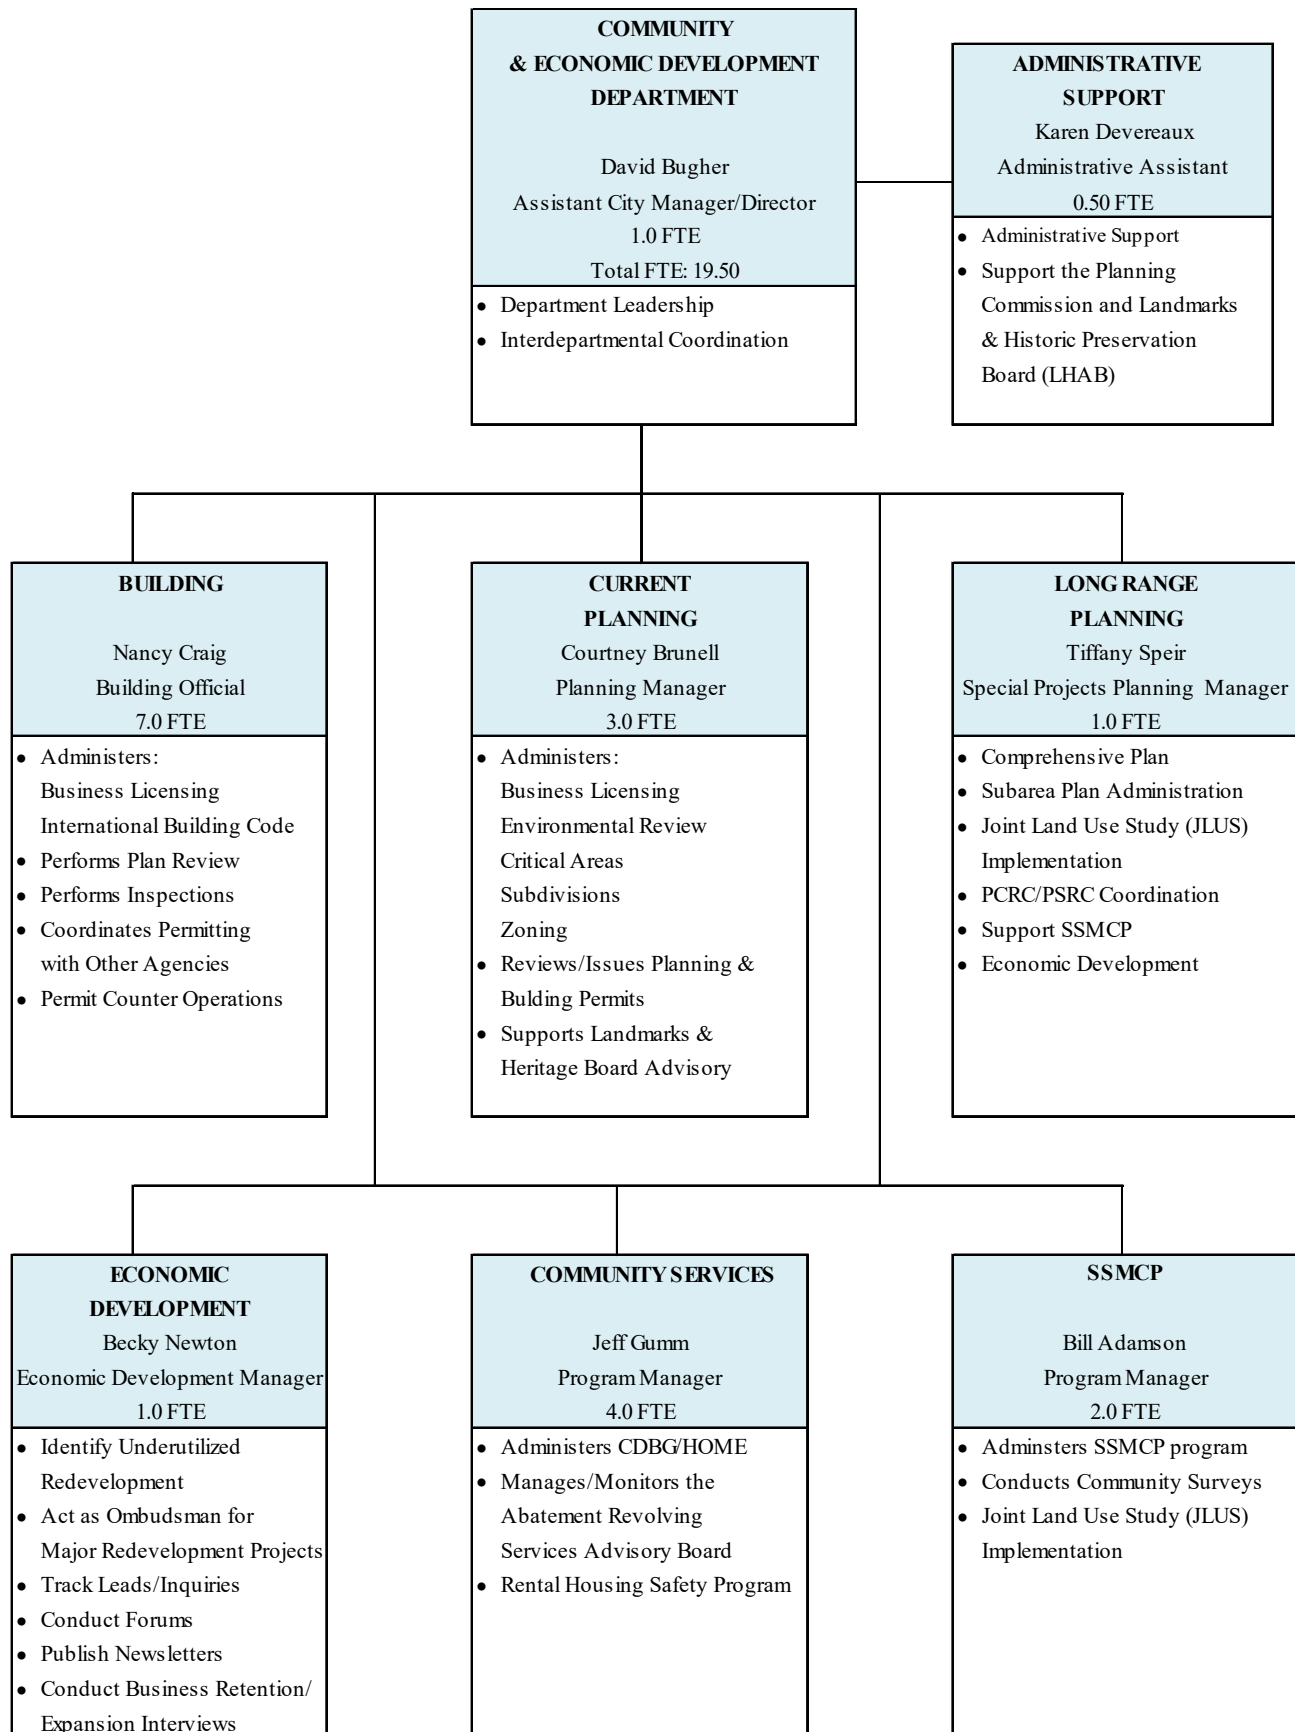 COMMUNITY
& ECONOMIC DEVELOPMENT
DEPARTMENT
David Bugher
Assistant City Manager/Director
1.0 FTE
Total FTE: 19.50
• Department Leadership
• Interdepartmental Coordination
ADMINISTRATIVE
SUPPORT
Karen Devereaux
Administrative Assistant
0.50 FTE
• Administrative Support
• Support the Planning
Commission and Landmarks
& Historic Preservation
Board (LHAB)
BUILDING
Nancy Craig
Building Official
7.0 FTE
• Administers:
Business Licensing
International Building Code
• Performs Plan Review
• Performs Inspections
• Coordinates Permitting
with Other Agencies
• Permit Counter Operations
CURRENT
PLANNING
Courtney Brunell
Planning Manager
3.0 FTE
• Administers:
Business Licensing
Environmental Review
Critical Areas
Subdivisions
Zoning
• Reviews/Issues Planning &
Bulding Permits
• Supports Landmarks &
Heritage Board Advisory
LONG RANGE
PLANNING
Tiffany Speir
Special Projects Planning Manager
1.0 FTE
• Comprehensive Plan
• Subarea Plan Administration
• Joint Land Use Study (JLUS)
Implementation
• PCRC/PSRC Coordination
• Support SSMCP
• Economic Development
ECONOMIC
DEVELOPMENT
Becky Newton
Economic Development Manager
1.0 FTE
• Identify Underutilized
Redevelopment
• Act as Ombudsman for
Major Redevelopment Projects
• Track Leads/Inquiries
• Conduct Forums
• Publish Newsletters
• Conduct Business Retention/
Expansion Interviews
COMMUNITY SERVICES
Jeff Gumm
Program Manager
4.0 FTE
• Administers CDBG/HOME
• Manages/Monitors the
Abatement Revolving
Services Advisory Board
• Rental Housing Safety Program
SSMCP
Bill Adamson
Program Manager
2.0 FTE
• Adminsters SSMCP program
• Conducts Community Surveys
• Joint Land Use Study (JLUS)
Implementation